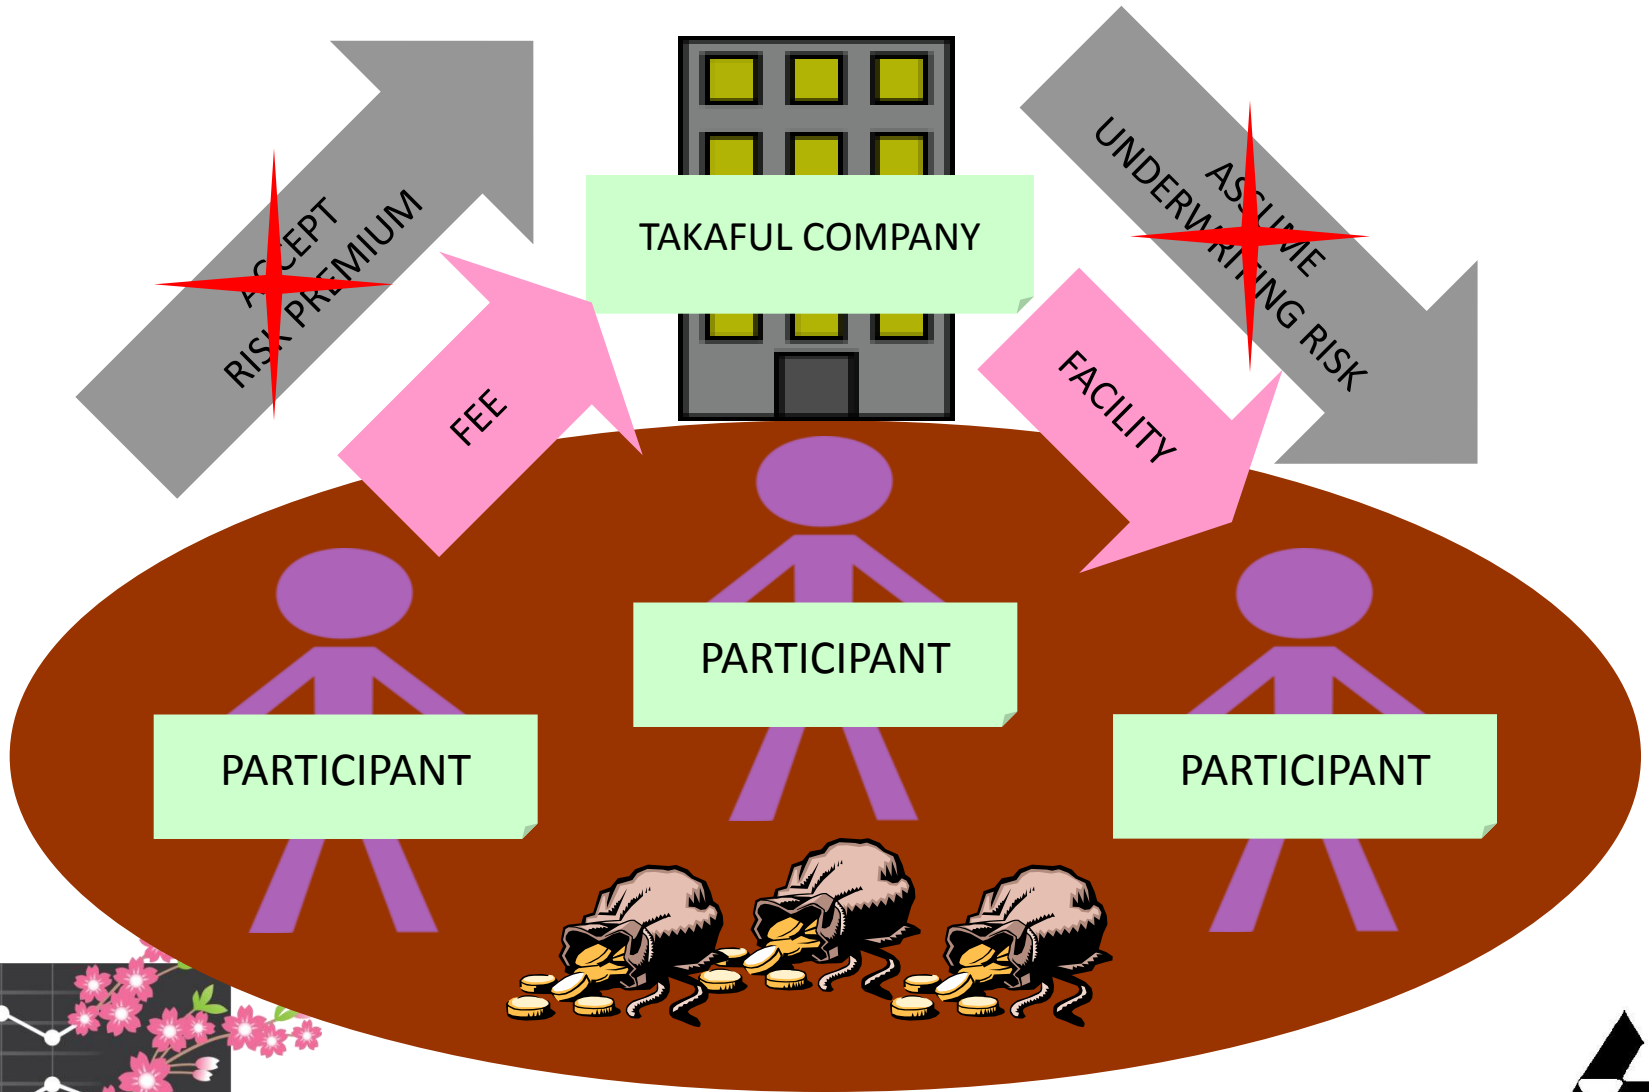 ACCEPT
RISK PREMIUM
TAKAFUL COMPANY
ASSUME
UNDERWRITING RISK
FEE
FACILITY
PARTICIPANT
PARTICIPANT
PARTICIPANT